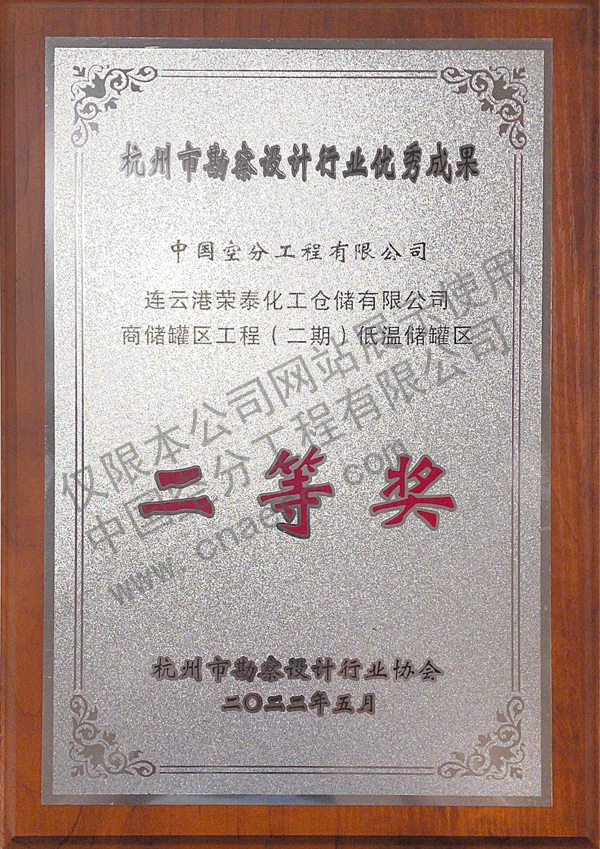 杭州市勘察设计行业优秀成果
中国空分工程有限公司
连云港荣泰化工仓储有限公司
商储罐区工程（二期）低温储罐区
二等奖
杭州市勘察设计行业协会
二〇二二年五月
仅限本公司网站展示使用
中国空分工程有限公司